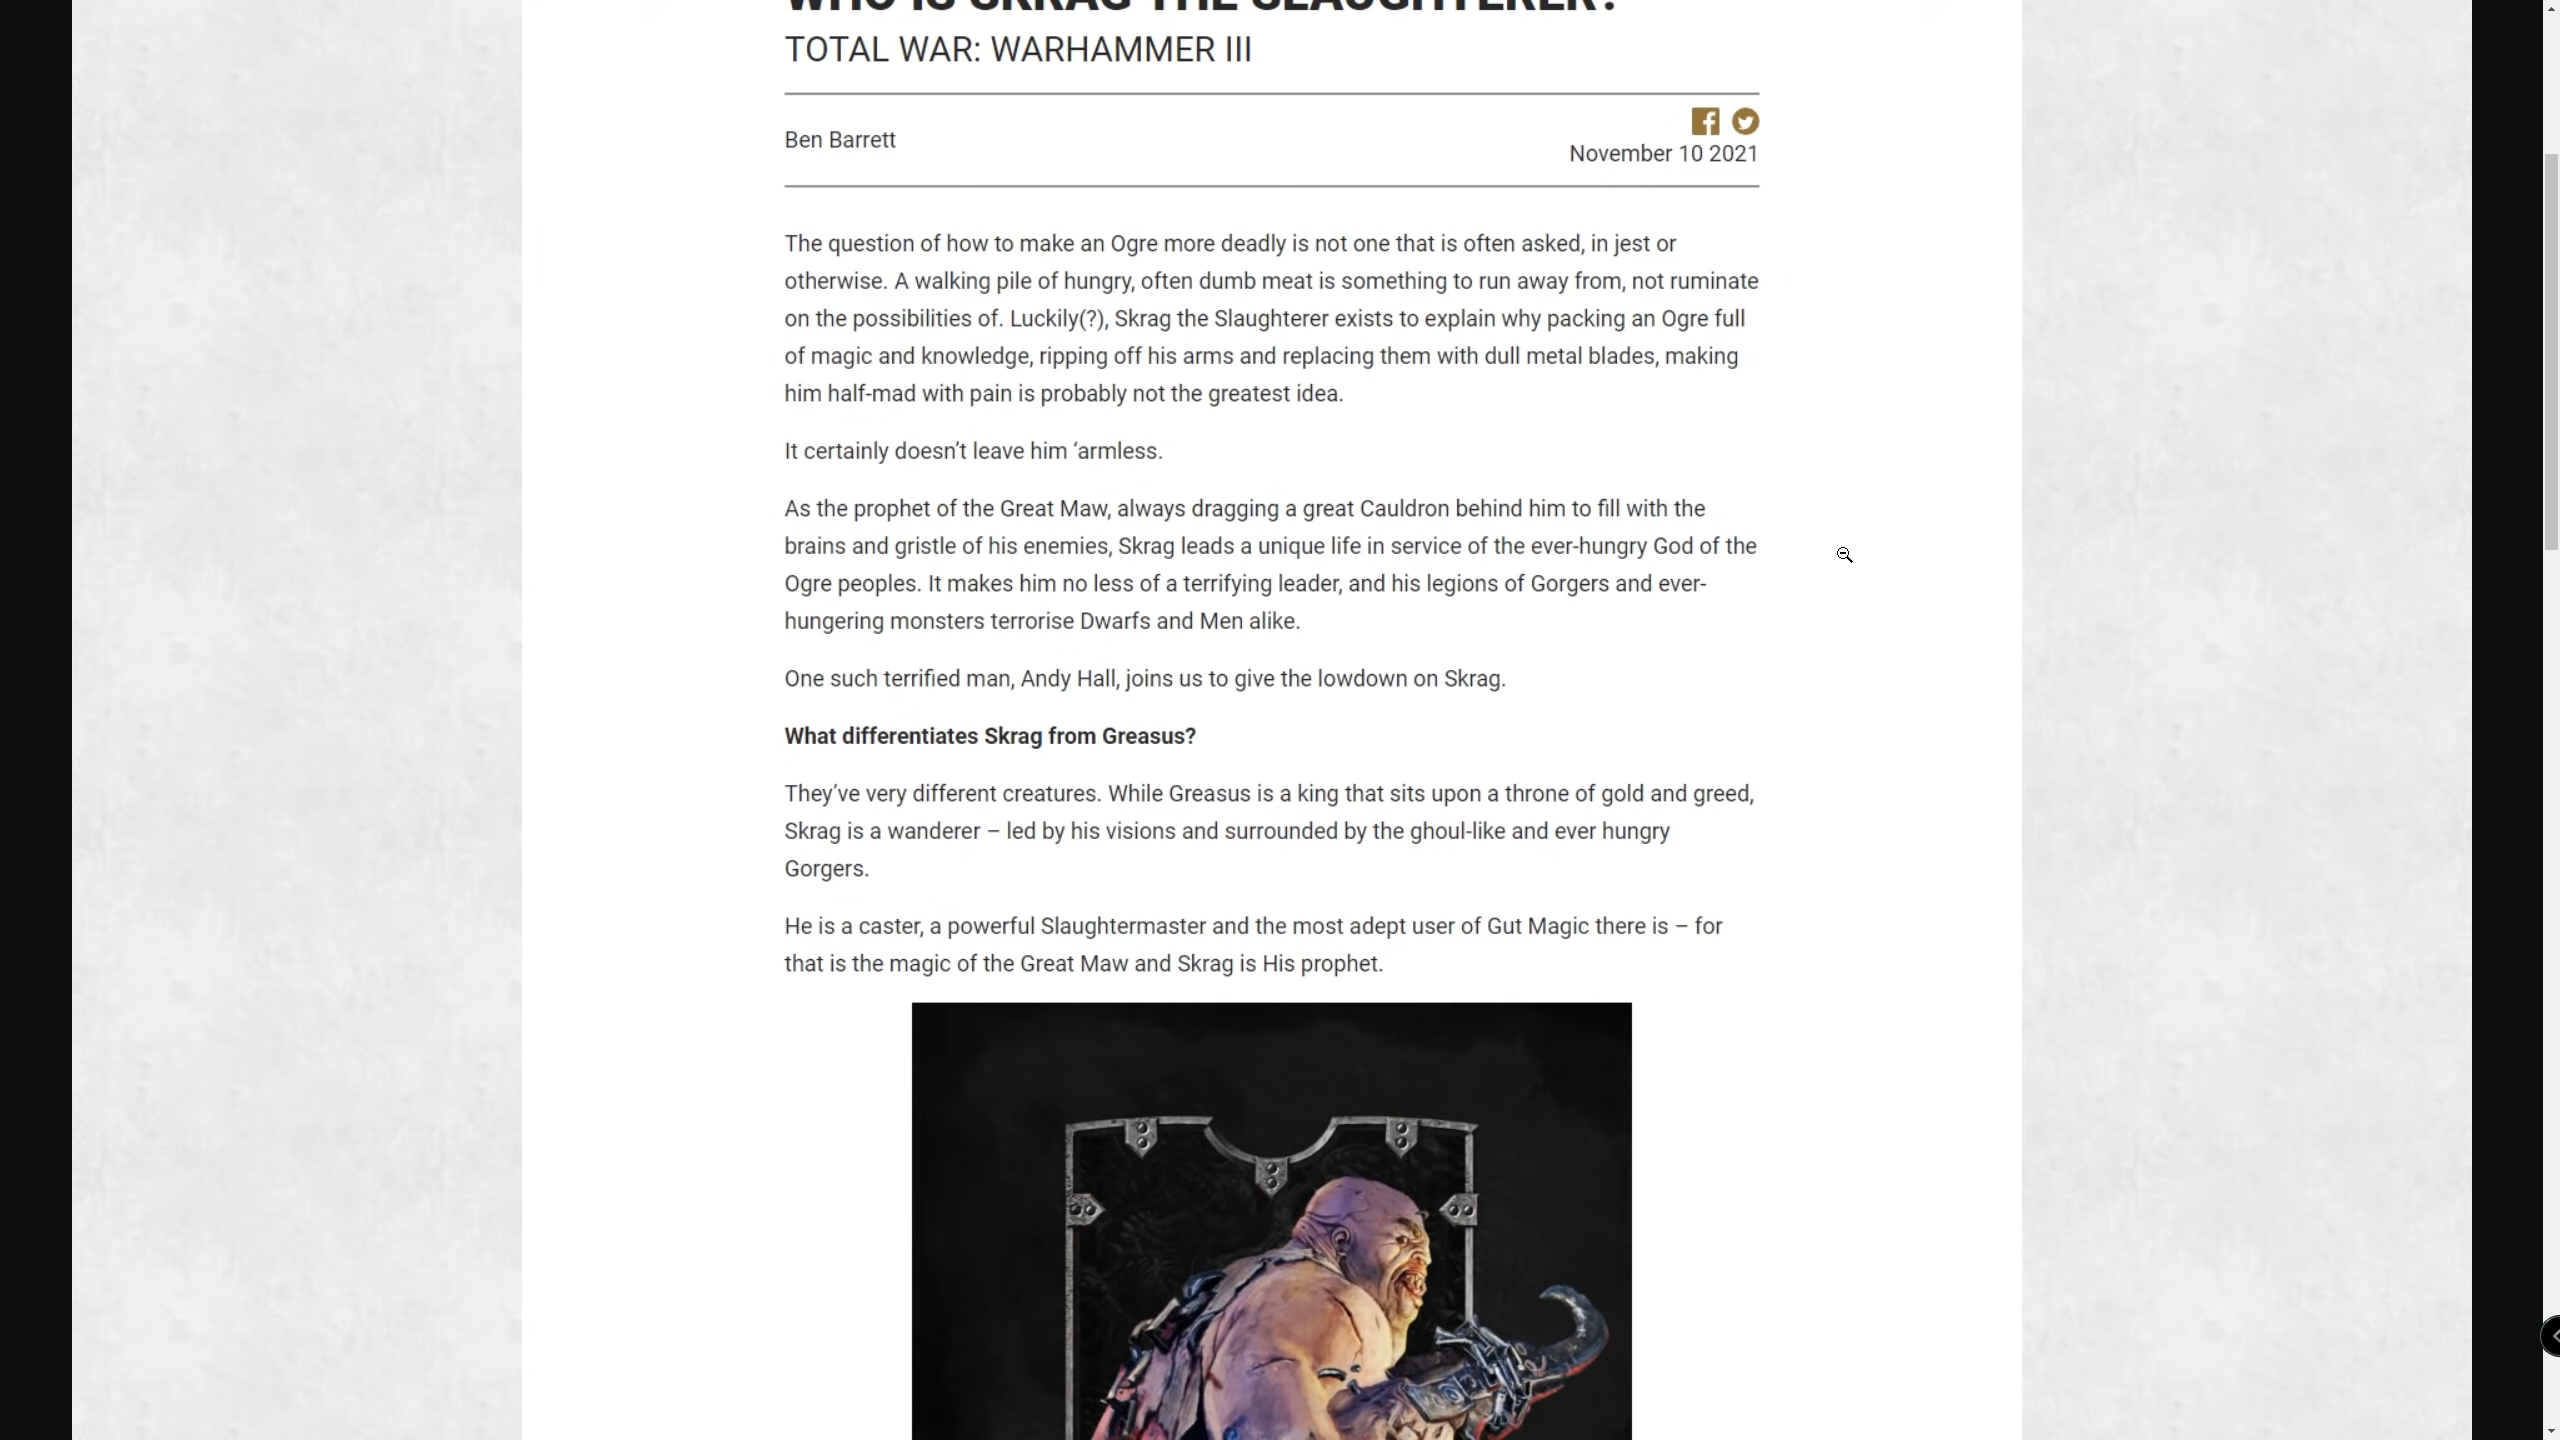 WHO IS SKRAG THE SLAUGHTERER?
TOTAL WAR: WARHAMMER III
Ben Barrett
November 10 2021
The question of how to make an Ogre more deadly is not one that is often asked, in jest or
otherwise. A walking pile of hungry, often dumb meat is something to run away from, not ruminate
on the possibilities of. Luckily(?), Skrag the Slaughterer exists to explain why packing an Ogre full
of magic and knowledge, ripping off his arms and replacing them with dull metal blades, making
him half-mad with pain is probably not the greatest idea.
It certainly doesn’t leave him ‘armless.
As the prophet of the Great Maw, always dragging a great Cauldron behind him to fill with the
brains and gristle of his enemies, Skrag leads a unique life in service of the ever-hungry God of the
Ogre peoples. It makes him no less of a terrifying leader, and his legions of Gorgers and ever-
hungering monsters terrorise Dwarfs and Men alike.
One such terrified man, Andy Hall, joins us to give the lowdown on Skrag.
What differentiates Skrag from Greasus?
They’ve very different creatures. While Greasus is a king that sits upon a throne of gold and greed,
Skrag is a wanderer – led by his visions and surrounded by the ghoul-like and ever hungry
Gorgers.
He is a caster, a powerful Slaughtermaster and the most adept user of Gut Magic there is – for
that is the magic of the Great Maw and Skrag is His prophet.